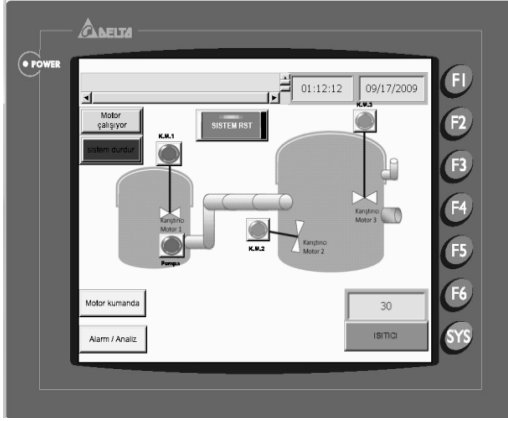 DELTA
POWER
01:12:12
09/17/2009
F1
F2
F3
F4
F5
F6
SYS
Motor
çalışıyor
SISTEM RST
sistem durdur
K.M.1
K.M.3
Karıştırıcı
Motor 1
Pompa
K.M.2
Karıştırıcı
Motor 2
Karıştırıcı
Motor 3
Motor kumanda
30
Alarm / Analiz
ISITICI